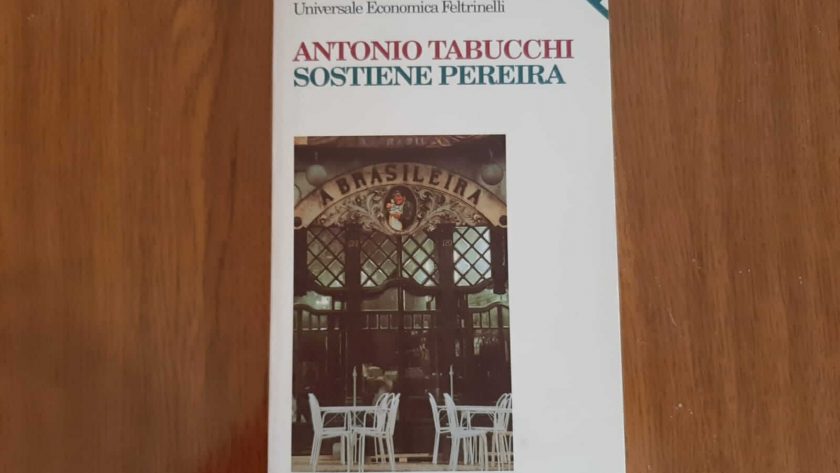 Universale Economica Feltrinelli
ANTONIO TABUCCHI
SOSTIENE PEREIRA
A BRASILEIRA